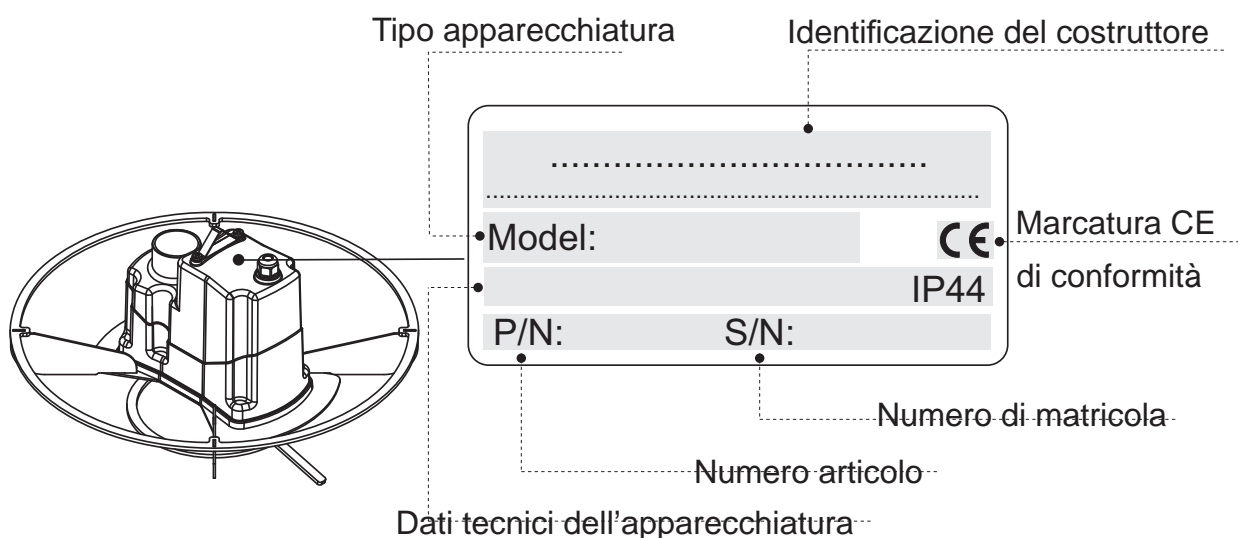 Tipo apparecchiatura
Identificazione del costruttore
Model:
CE
Marcatura CE
di conformità
IP44
P/N: S/N:
Numero di matricola
Numero articolo
Dati tecnici dell'apparecchiatura